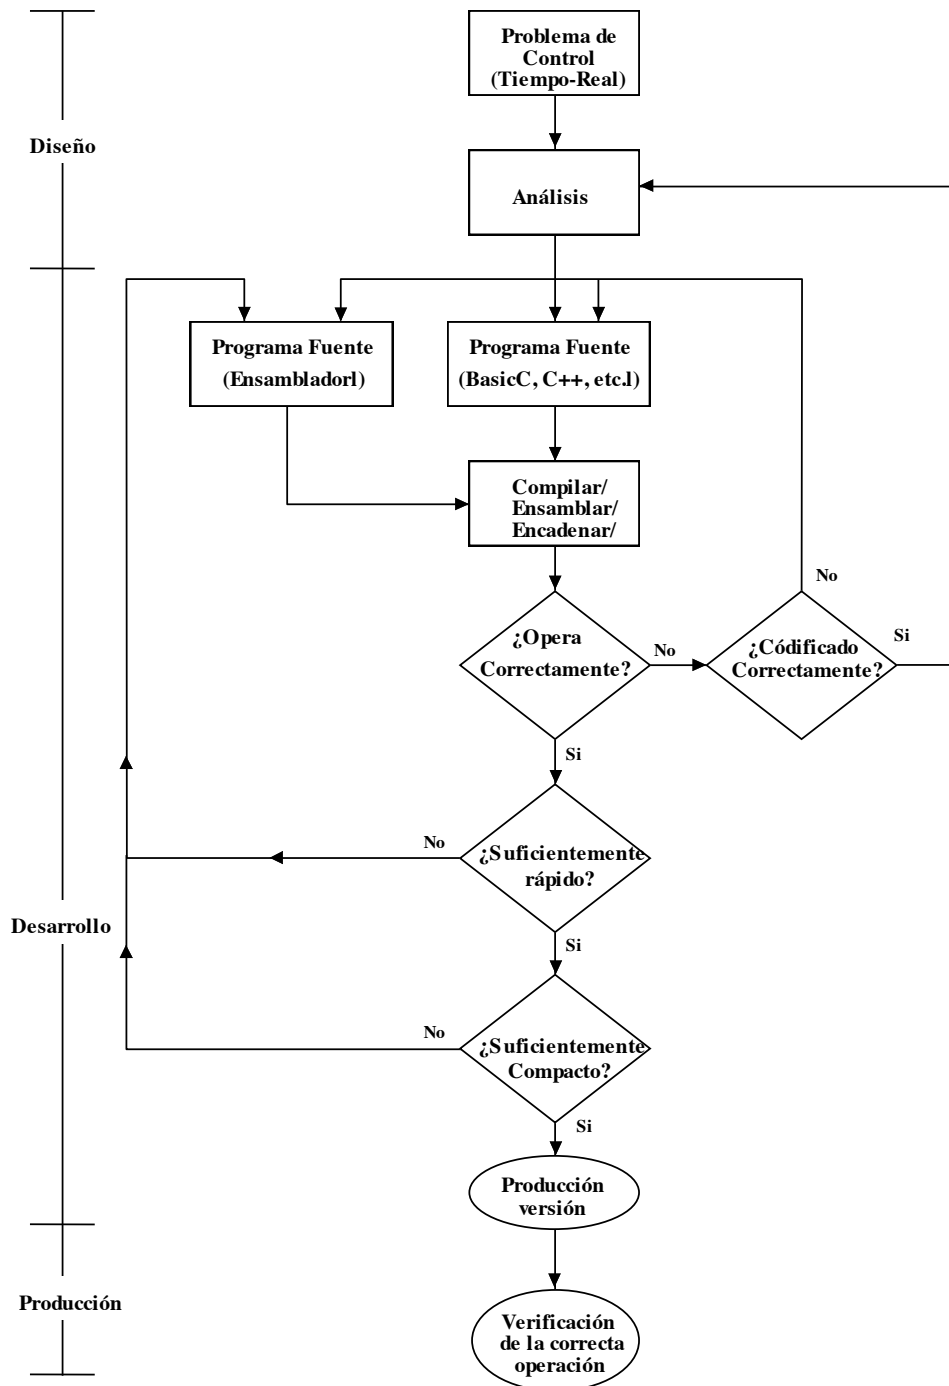 Problema de
Control
(Tiempo-Real)
Diseño
Análisis
Programa Fuente
(Ensambladorl)
Programa Fuente
(BasicC, C++, etc.l)
Compilar/
Ensamblar/
Encadenar/
No
¿Opera
Correctamente?
No
¿Códificado
Correctamente?
Si
Si
No
¿Suficientemente
rápido?
Desarrollo
Si
No
¿Suficientemente
Compacto?
Si
Producción
versión
Producción
Verificación
de la correcta
operación